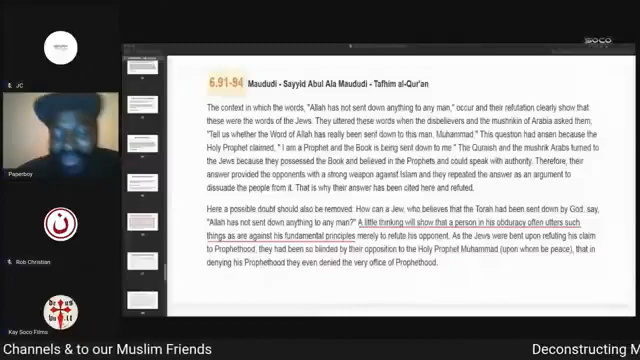 SOCO
6.91-94 Maududi - Sayyid Abul Ala Maududi - Tafhim al-Qur'an
The context in which the words, "Allah has not sent down anything to any man," occur and their refutation clearly show that
these were the words of the Jews. They uttered these words when the disbelievers and the mushrikin of Arabia asked them,
"Tell us whether the Word of Allah has really been sent down to this man, Muhammad." This question had arisen because the
Holy Prophet claimed, " I am a Prophet and the Book is being sent down to me " The Quraish and the mushrik Arabs turned to
the Jews because they possessed the Book and believed in the Prophets and could speak with authority. Therefore, their
answer provided the opponents with a strong weapon against Islam and they repeated the answer as an argument to
dissuade the people from it. That is why their answer has been cited here and refuted.
Here a possible doubt should also be removed. How can a Jew, who believes that the Torah had been sent down by God, say,
"Allah has not sent down anything to any man?" A little thinking will show that a person in his obduracy often utters such
things as are against his fundamental principles merely to refute his opponent. As the Jews were bent upon refuting his claim
to Prophethood, they had been so blinded by their opposition to the Holy Prophet Muhammad (upon whom be peace), that in
denying his Prophethood they even denied the very office of Prophethood.
JC
Paperboy
ن
Rob Christian
Kay Soco Films
Channels & to our Muslim Friends
Deconstructing M